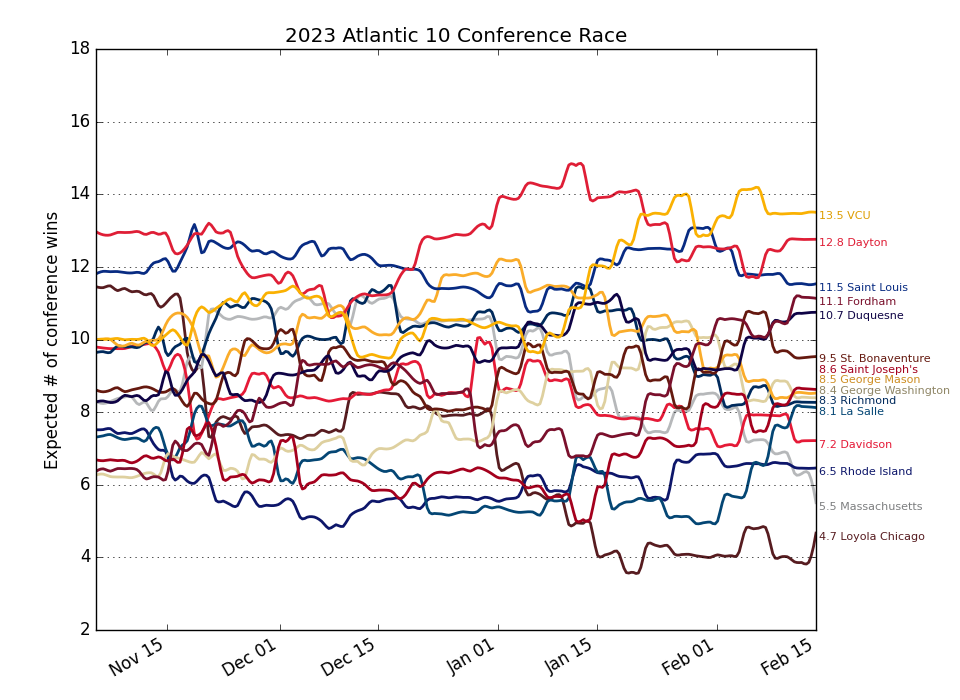 2023 Atlantic 10 Conference Race
Expected # of conference wins
18
16
14
12
10
8
6
4
2
Nov 15
Dec 01
Dec 15
Jan 01
Jan 15
Feb 01
Feb 15
13.5 VCU
12.8 Dayton
11.5 Saint Louis
11.1 Fordham
10.7 Duquesne
9.5 St. Bonaventure
8.6 Saint Joseph's
8.5 George Mason
8.4 George Washington
8.3 Richmond
8.1 La Salle
7.2 Davidson
6.5 Rhode Island
5.5 Massachusetts
4.7 Loyola Chicago